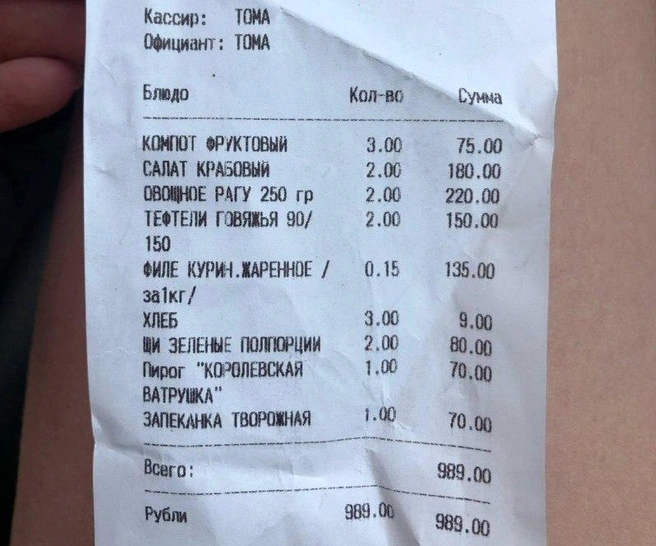 Кассир: ТОМА
Официант: ТОМА
Блюдо Кол-во Сумма
КОМПОТ ФРУКТОВЫЙ 3.00 75.00
САЛАТ КРАБОВЫЙ 2.00 180.00
ОВОЩНОЕ РАГУ 250 гр 2.00 220.00
ТЕФТЕЛИ ГОВЯЖЬЯ 90/ 2.00 150.00
150
ФИЛЕ КУРИН.ЖАРЕННОЕ / 0.15 135.00
за1кг/
ХЛЕБ 3.00 9.00
ЩИ ЗЕЛЕНЫЕ ПОЛПОРЦИИ 2.00 80.00
Пирог "КОРОЛЕВСКАЯ 1.00 70.00
ВАТРУШКА"
ЗАПЕКАНКА ТВОРОЖНАЯ 1.00 70.00
Всего: 989.00
Рубли 989.00 989.00